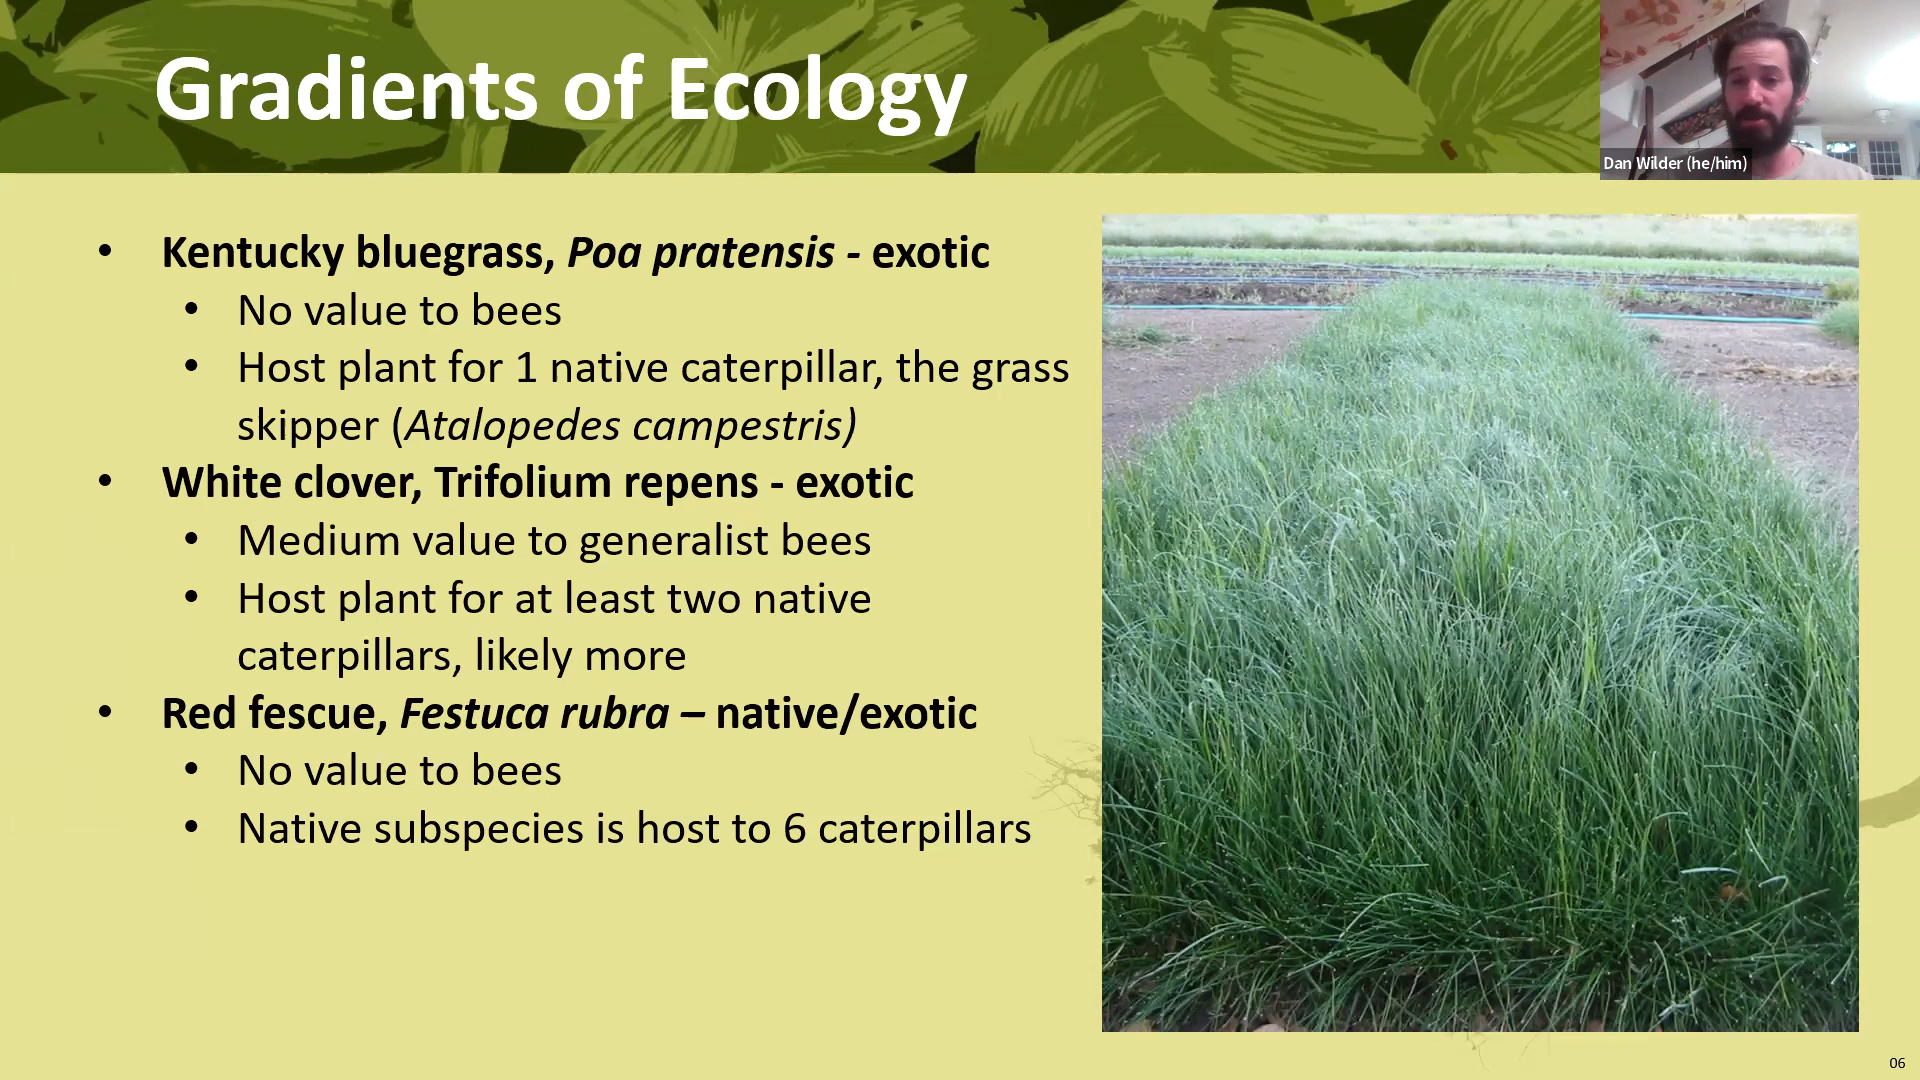 Gradients of Ecology
Dan Wilder (he/him)
• Kentucky bluegrass, Poa pratensis - exotic
• No value to bees
• Host plant for 1 native caterpillar, the grass
skipper (Atalopedes campestris)
• White clover, Trifolium repens - exotic
• Medium value to generalist bees
• Host plant for at least two native
caterpillars, likely more
• Red fescue, Festuca rubra – native/exotic
• No value to bees
• Native subspecies is host to 6 caterpillars
06